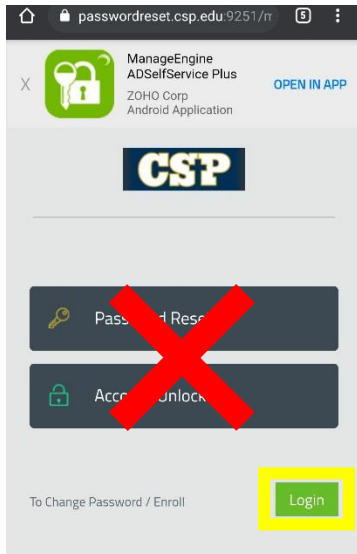 passwordreset.csp.edu:9251/m
5
ManageEngine
ADSelfService Plus
ZOHO Corp
Android Application
X
OPEN IN APP
CSP
To Change Password / Enroll
Login